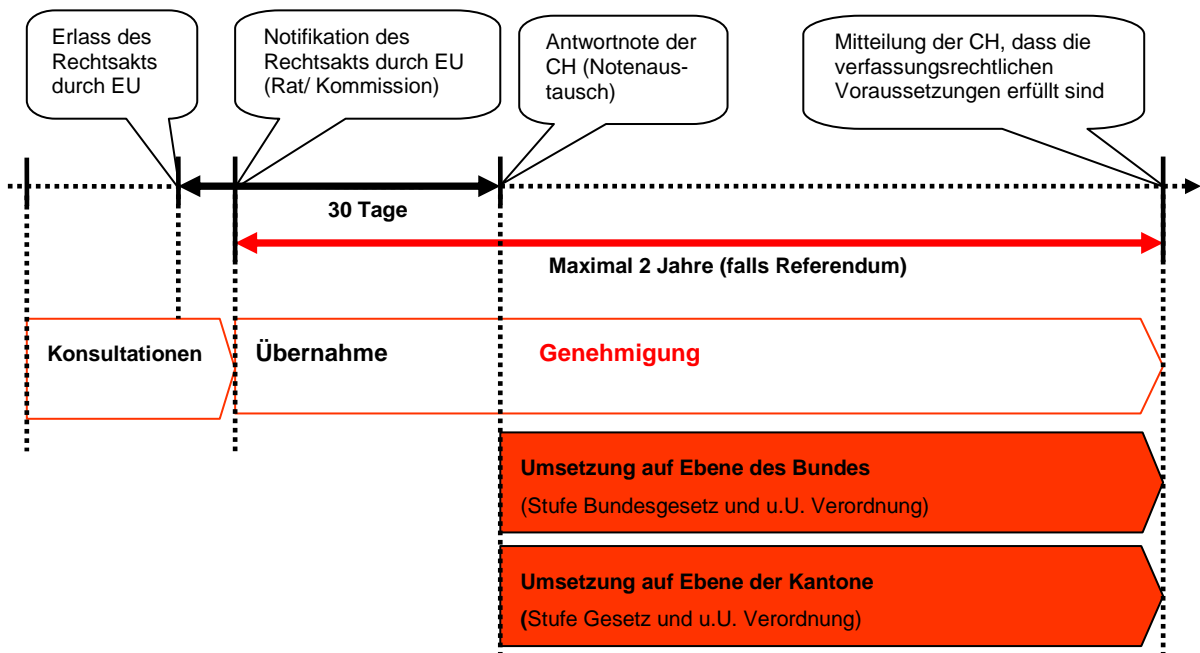 Erlass des
Rechtsakts
durch EU
Notifikation des
Rechtsakts durch EU
(Rat/ Kommission)
Antwortnote der
CH (Notenaus-
tausch)
Mitteilung der CH, dass die
verfassungsrechtlichen
Voraussetzungen erfüllt sind
30 Tage
Maximal 2 Jahre (falls Referendum)
Konsultationen
Übernahme
Genehmigung
Umsetzung auf Ebene des Bundes
(Stufe Bundesgesetz und u.U. Verordnung)
Umsetzung auf Ebene der Kantone
(Stufe Gesetz und u.U. Verordnung)